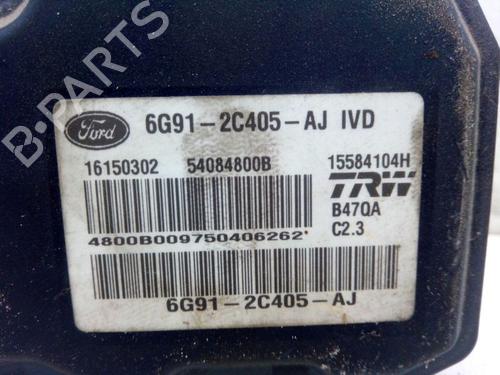 B-PARTS
Ford 6G91-2C405-AJ IVD
16150302 54084800B 15584104H
TRW
B47QA
4800B009750406262 C2.3
6G91-2C405-AJ